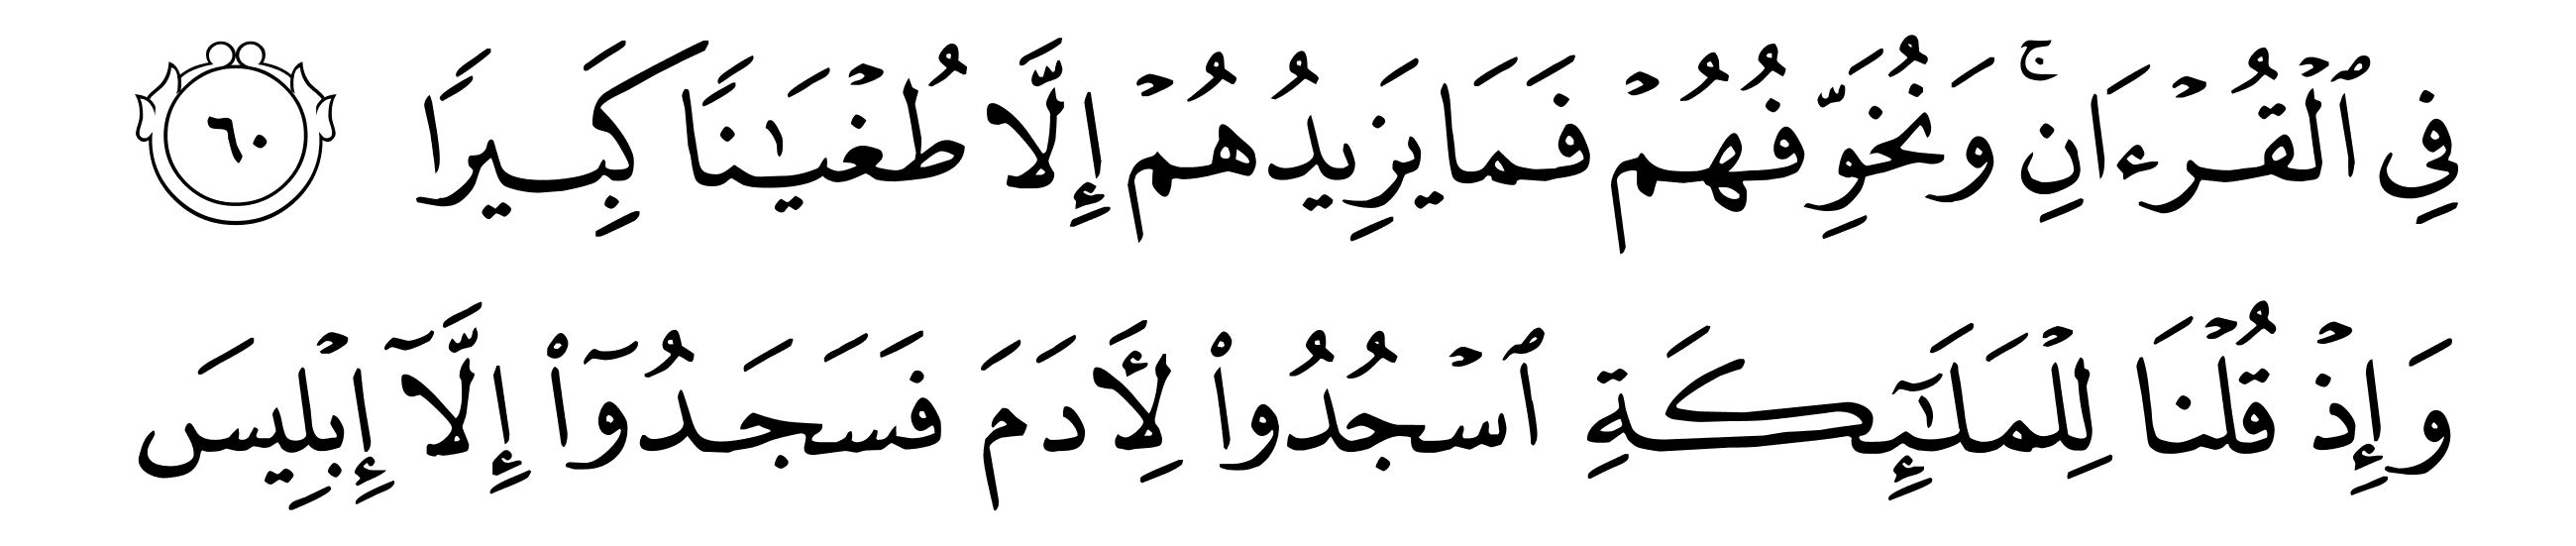 فِي ٱلۡقُرۡءَانِۚ وَنُخَوِّفُهُمۡ فَمَا يَزِيدُهُمۡ إِلَّا طُغۡيَٰنٗا كَبِيرٗا ٦٠
وَإِذۡ قُلۡنَا لِلۡمَلَٰٓئِكَةِ ٱسۡجُدُواْ لِأٓدَمَ فَسَجَدُوٓاْ إِلَّآ إِبۡلِيسَ